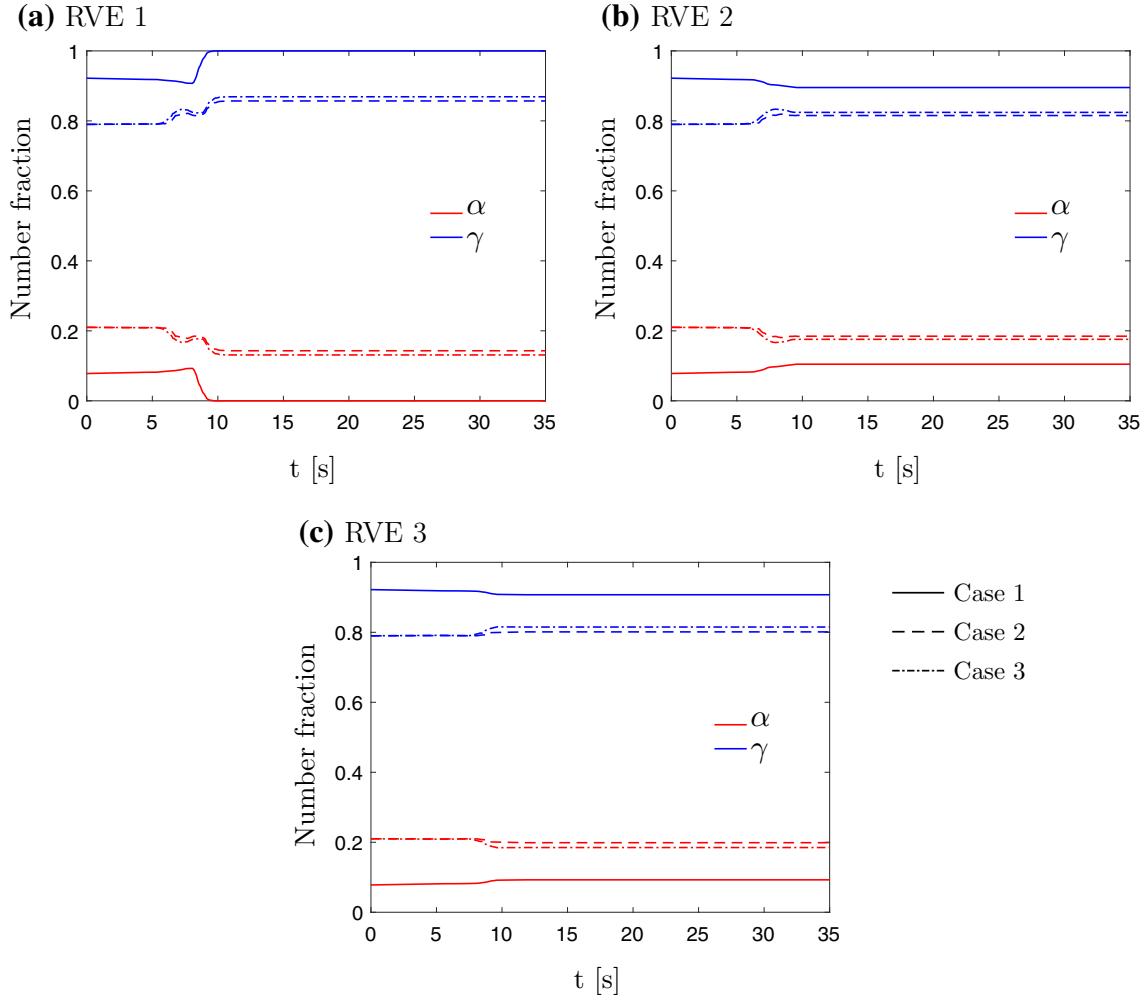 (a) RVE 1
Number fraction
1
0.8
0.6
0.4
0.2
0
0 5 10 15 20 25 30 35
t [s]
α
γ
(b) RVE 2
Number fraction
1
0.8
0.6
0.4
0.2
0
0 5 10 15 20 25 30 35
t [s]
α
γ
(c) RVE 3
Number fraction
1
0.8
0.6
0.4
0.2
0
0 5 10 15 20 25 30 35
t [s]
α
γ
Case 1
Case 2
Case 3